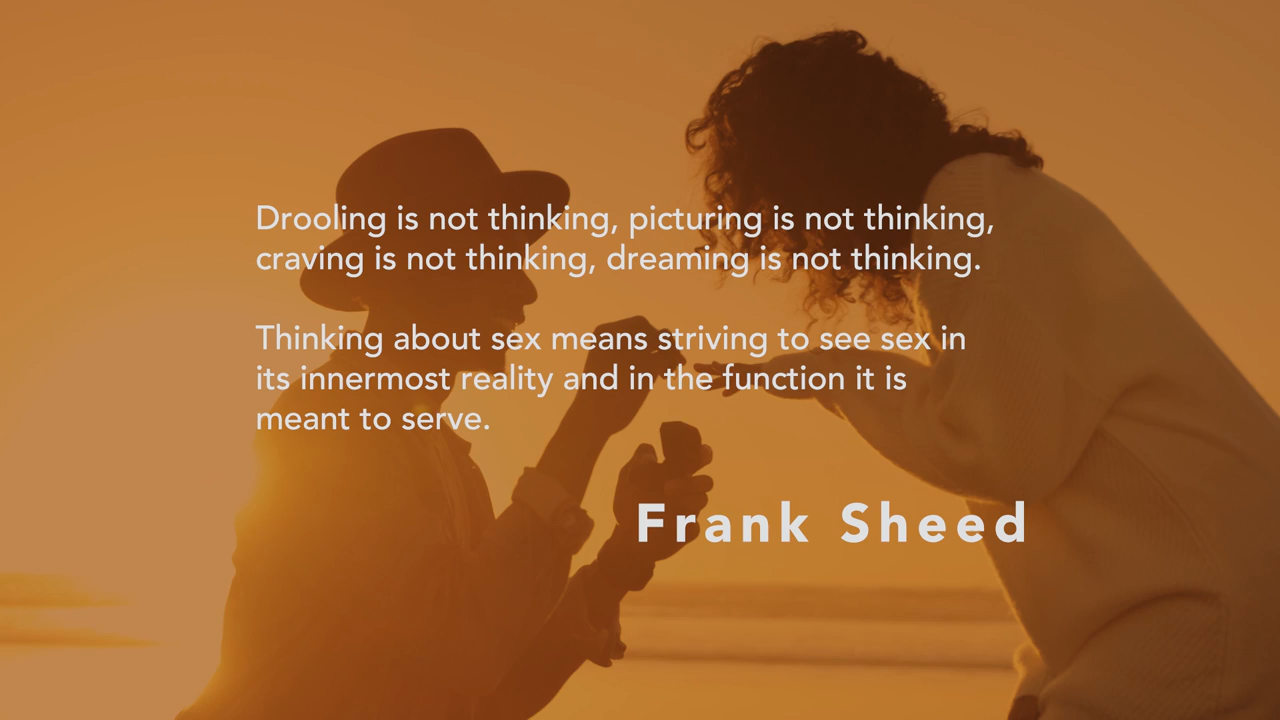 Drooling is not thinking, picturing is not thinking,
craving is not thinking, dreaming is not thinking.
Thinking about sex means striving to see sex in
its innermost reality and in the function it is
meant to serve.
Frank Sheed